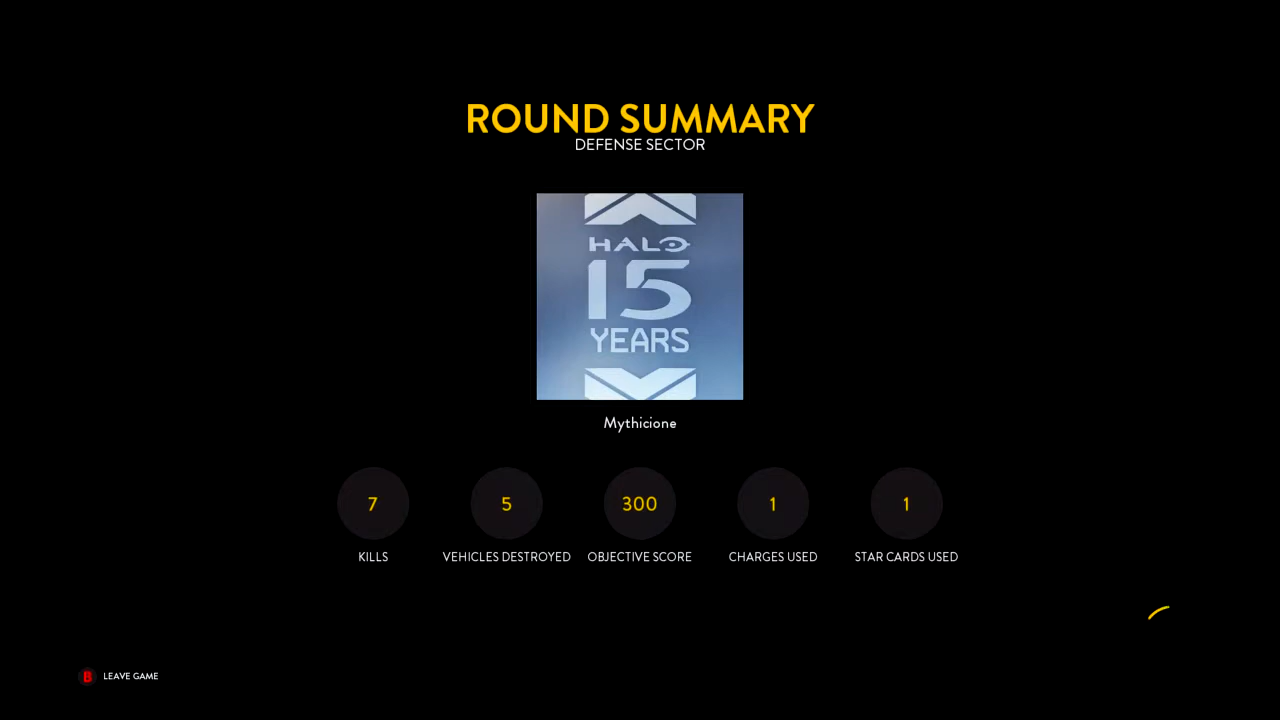 ROUND SUMMARY
DEFENSE SECTOR
HALO
15
YEARS
Mythicione
7 5 300 1 1
KILLS VEHICLES DESTROYED OBJECTIVE SCORE CHARGES USED STAR CARDS USED
B LEAVE GAME